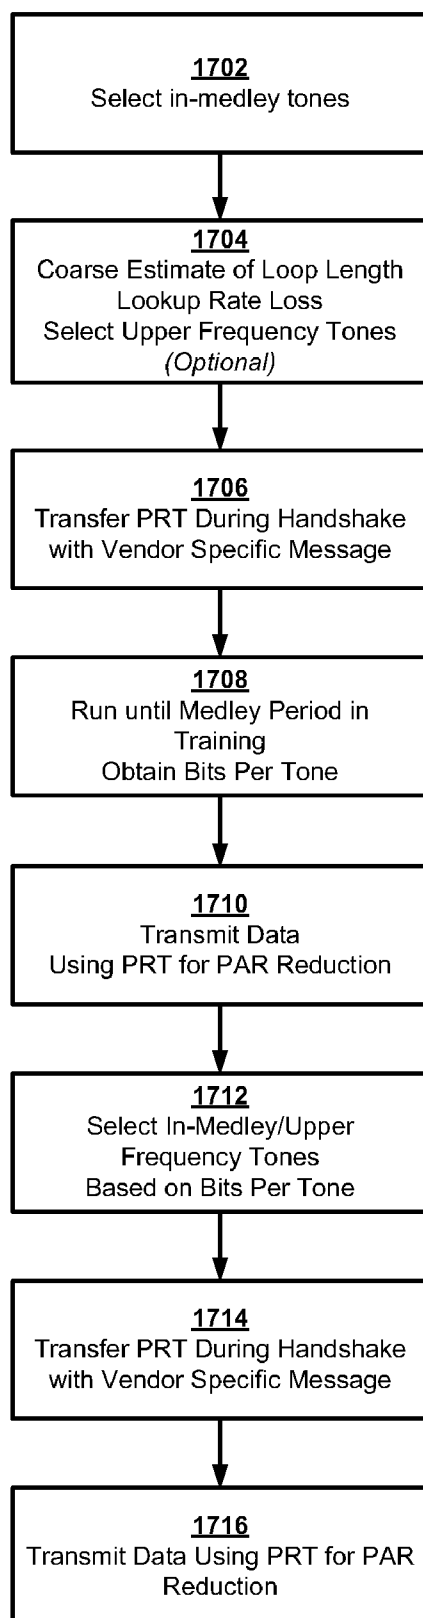 1702
Select in-medley tones
1704
Coarse Estimate of Loop Length
Lookup Rate Loss
Select Upper Frequency Tones
(Optional)
1706
Transfer PRT During Handshake
with Vendor Specific Message
1708
Run until Medley Period in
Training
Obtain Bits Per Tone
1710
Transmit Data
Using PRT for PAR Reduction
1712
Select In-Medley/Upper
Frequency Tones
Based on Bits Per Tone
1714
Transfer PRT During Handshake
with Vendor Specific Message
1716
Transmit Data Using PRT for PAR
Reduction